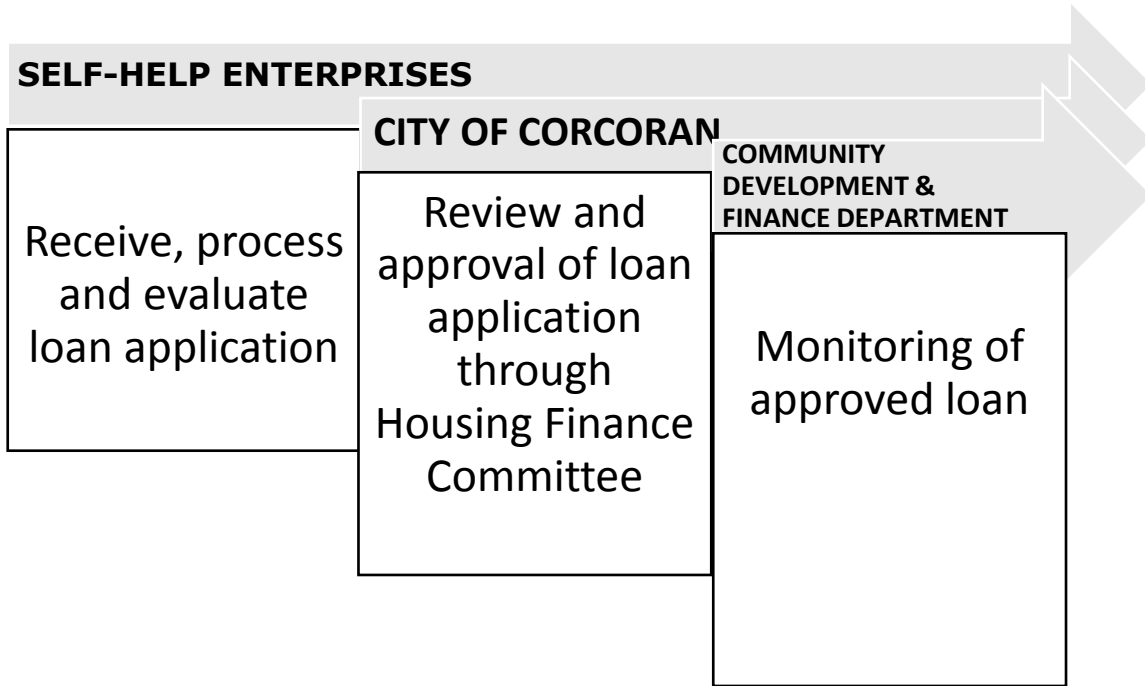 SELF-HELP ENTERPRISES
Receive, process
and evaluate
loan application
CITY OF CORCORAN
Review and
approval of loan
application
through
Housing Finance
Committee
COMMUNITY
DEVELOPMENT &
FINANCE DEPARTMENT
Monitoring of
approved loan